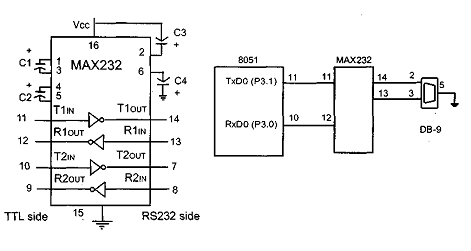 Vcc
C3
+
16
2
+
C1
1
3
MAX232
6
C4
+
+
C2
4
5
T1IN
T1OUT
11
14
R1OUT
R1IN
12
13
T2IN
T2OUT
10
7
R2OUT
R2IN
9
8
15
TTL side
RS232 side
8051
MAX232
TxD0 (P3.1)
11
11
14
2
5
13
3
RxD0 (P3.0)
10
12
DB-9